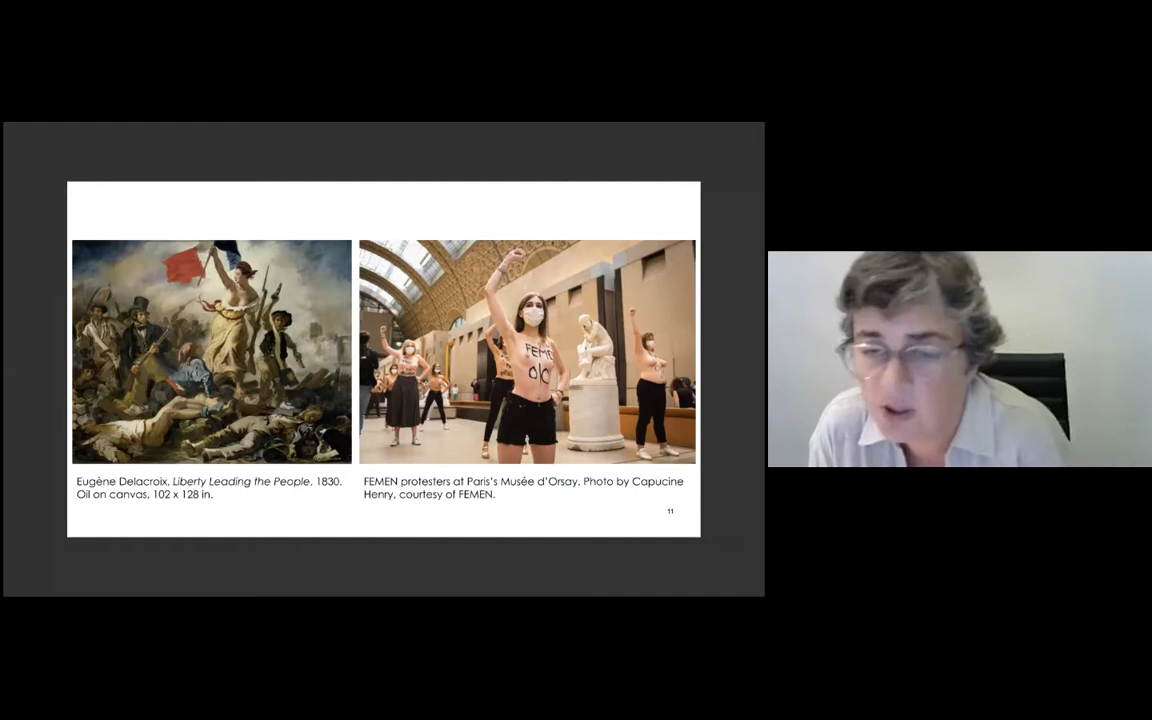 FEME
Eugène Delacroix, Liberty Leading the People, 1830.
Oil on canvas, 102 x 128 in.
FEMEN protesters at Paris's Musée d'Orsay. Photo by Capucine
Henry, courtesy of FEMEN.
11